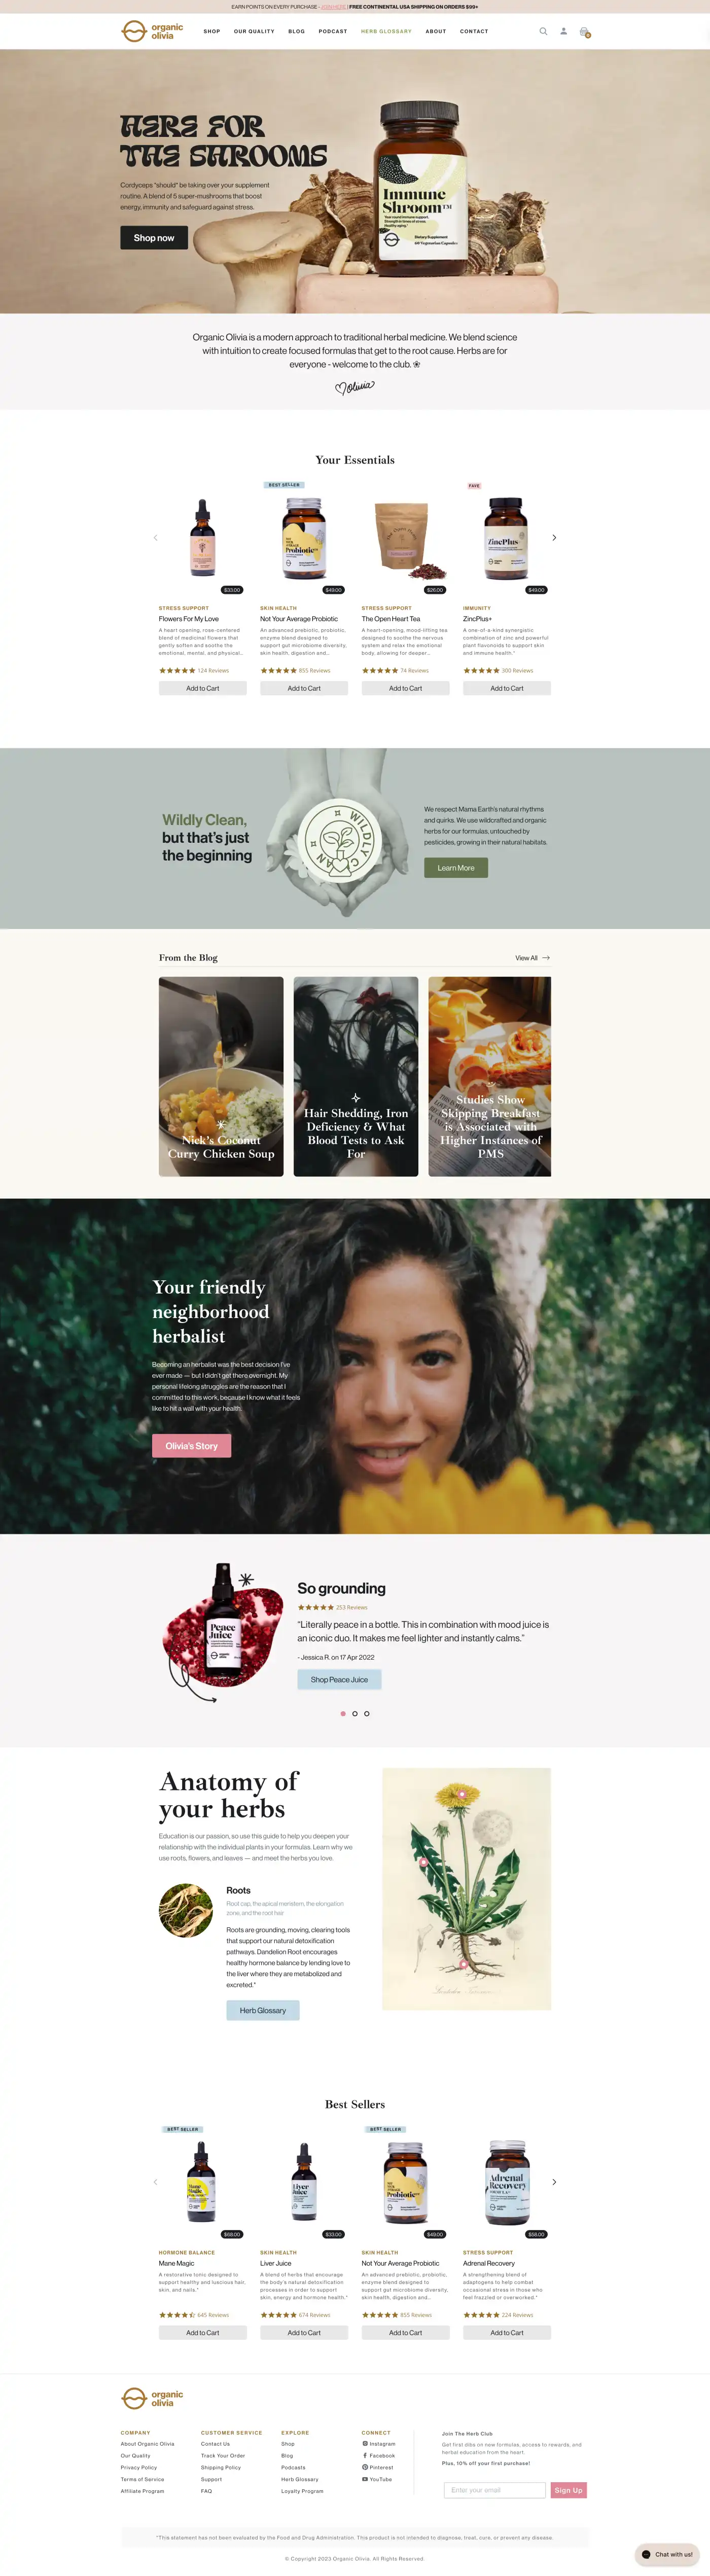 EARN POINTS ON EVERY PURCHASE - JOIN HERE | FREE CONTINENTAL USA SHIPPING ON ORDERS $99+
organic
olivia
SHOP OUR QUALITY BLOG PODCAST HERB GLOSSARY ABOUT CONTACT
0
HERE FOR
THE SHROOMS
Cordyceps "should" be taking over your supplement
routine. A blend of 5 super-mushrooms that boost
energy, immunity and safeguard against stress.
Shop now
Immune
Shroom™
Dietary Supplement
60 Vegetarian Capsules
Organic Olivia is a modern approach to traditional herbal medicine. We blend science
with intuition to create focused formulas that get to the root cause. Herbs are for
everyone - welcome to the club. ❀
Olivia
Your Essentials
BEST SELLER
FAVE
Probiotic
ZincPlus
$33.00
$49.00
$26.00
$49.00
STRESS SUPPORT
Flowers For My Love
A heart opening, rose-centered
blend of medicinal flowers that
gently soften and soothe the
emotional, mental, and physical...
124 Reviews
Add to Cart
SKIN HEALTH
Not Your Average Probiotic
An advanced prebiotic, probiotic,
enzyme blend designed to
support gut microbiome diversity,
skin health, digestion and...
855 Reviews
Add to Cart
STRESS SUPPORT
The Open Heart Tea
A heart-opening, mood-lifting tea
designed to soothe the nervous
system and relax the emotional
body, allowing for deeper...
74 Reviews
Add to Cart
IMMUNITY
ZincPlus+
A one-of-a-kind synergistic
combination of zinc and powerful
plant flavonoids to support skin
and immune health.*
300 Reviews
Add to Cart
Wildly Clean,
but that's just
the beginning
WILDLY CLEAN
We respect Mama Earth's natural rhythms
and quirks. We use wildcrafted and organic
herbs for our formulas; untouched by
pesticides, growing in their natural habitats.
Learn More
From the Blog
View All →
Nick's Coconut
Curry Chicken Soup
Hair Shedding, Iron
Deficiency & What
Blood Tests to Ask
For
Studies Show
Skipping Breakfast
is Associated with
Higher Instances of
PMS
Your friendly
neighborhood
herbalist
Becoming an herbalist was the best decision I've
ever made — but I didn't get there overnight. My
personal lifelong struggles are the reason that I
committed to this work, because I know what it feels
like to hit a wall with your health.
Olivia's Story
Peace
Juice
So grounding
253 Reviews
"Literally peace in a bottle. This in combination with mood juice is
an iconic duo. It makes me feel lighter and instantly calms."
- Jessica R. on 17 Apr 2022
Shop Peace Juice
Anatomy of
your herbs
Education is our passion, so use this guide to help you deepen your
relationship with the individual plants in your formulas. Learn why we
use roots, flowers, and leaves — and meet the herbs you love.
Roots
Root cap, the apical meristem, the elongation
zone, and the root hair
Roots are grounding, moving, clearing tools
that support our natural detoxification
pathways. Dandelion Root encourages
healthy hormone balance by lending love to
the liver where they are metabolized and
excreted.*
Herb Glossary
Best Sellers
BEST SELLER
BEST SELLER
Mane
Magic
Liver
Juice
Probiotic
Adrenal
Recovery
$68.00
$33.00
$49.00
$58.00
HORMONE BALANCE
Mane Magic
A restorative tonic designed to
support healthy and luscious hair,
skin, and nails.*
645 Reviews
Add to Cart
SKIN HEALTH
Liver Juice
A blend of herbs that encourage
the body's natural detoxification
processes in order to support
skin, energy and hormone health.*
674 Reviews
Add to Cart
SKIN HEALTH
Not Your Average Probiotic
An advanced prebiotic, probiotic,
enzyme blend designed to
support gut microbiome diversity,
skin health, digestion and...
855 Reviews
Add to Cart
STRESS SUPPORT
Adrenal Recovery
A strengthening blend of
adaptogens to help combat
occasional stress in those who
feel frazzled or overworked.*
224 Reviews
Add to Cart
organic
olivia
COMPANY
About Organic Olivia
Our Quality
Privacy Policy
Terms of Service
Affiliate Program
CUSTOMER SERVICE
Contact Us
Track Your Order
Shipping Policy
Support
FAQ
EXPLORE
Shop
Blog
Podcasts
Herb Glossary
Loyalty Program
CONNECT
Instagram
Facebook
Pinterest
YouTube
Join The Herb Club
Get first dibs on new formulas, access to rewards, and
herbal education from the heart.
Plus, 10% off your first purchase!
Enter your email
Sign Up
*This statement has not been evaluated by the Food and Drug Administration. This product is not intended to diagnose, treat, cure, or prevent any disease.
© Copyright 2023 Organic Olivia. All Rights Reserved
Chat with us!